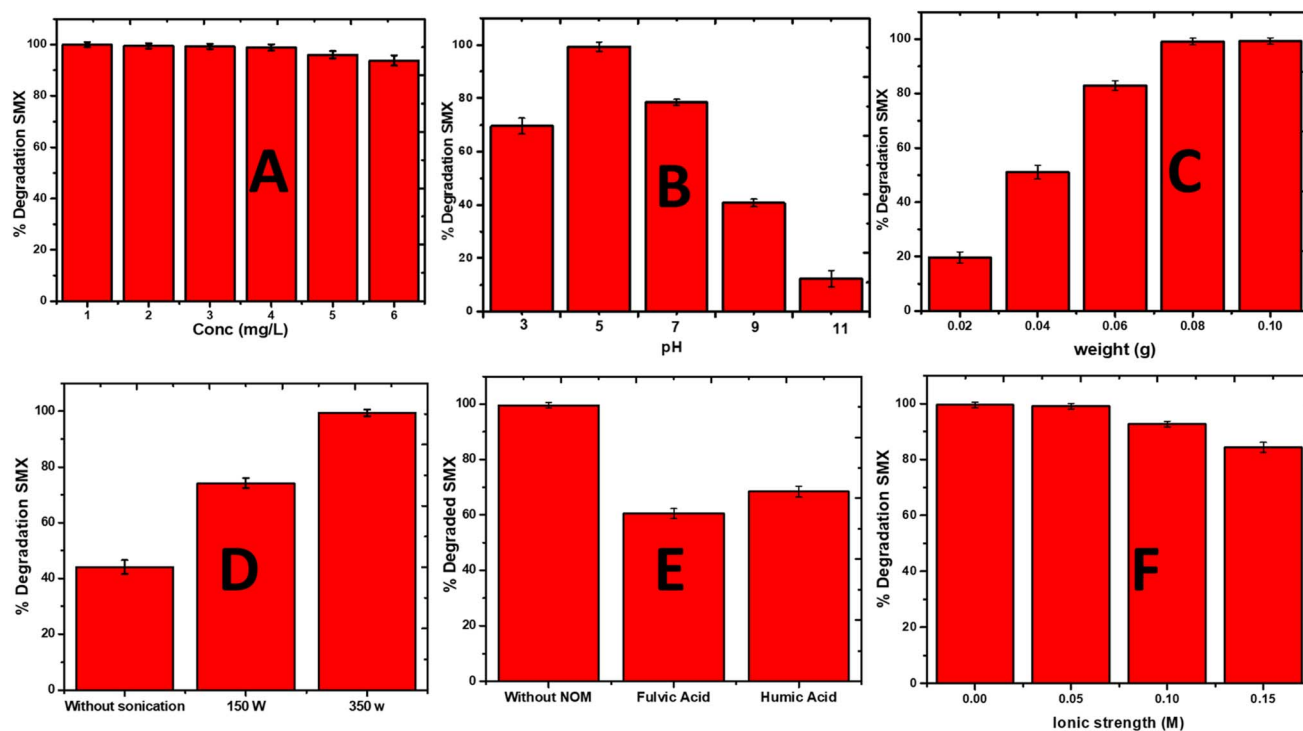 % Degradation SMX
100
80
60
40
20
0
A
1 2 3 4 5 6
Conc (mg/L)
% Degradation SMX
100
80
60
40
20
0
B
3 5 7 9 11
pH
% Degradation SMX
100
80
60
40
20
0
C
0.02 0.04 0.06 0.08 0.10
weight (g)
% Degradation SMX
100
80
60
40
20
0
D
Without sonication 150 W 350 w
% Degraded SMX
100
80
60
40
20
0
E
Without NOM Fulvic Acid Humic Acid
% Degradation SMX
100
80
60
40
20
0
F
0.00 0.05 0.10 0.15
Ionic strength (M)